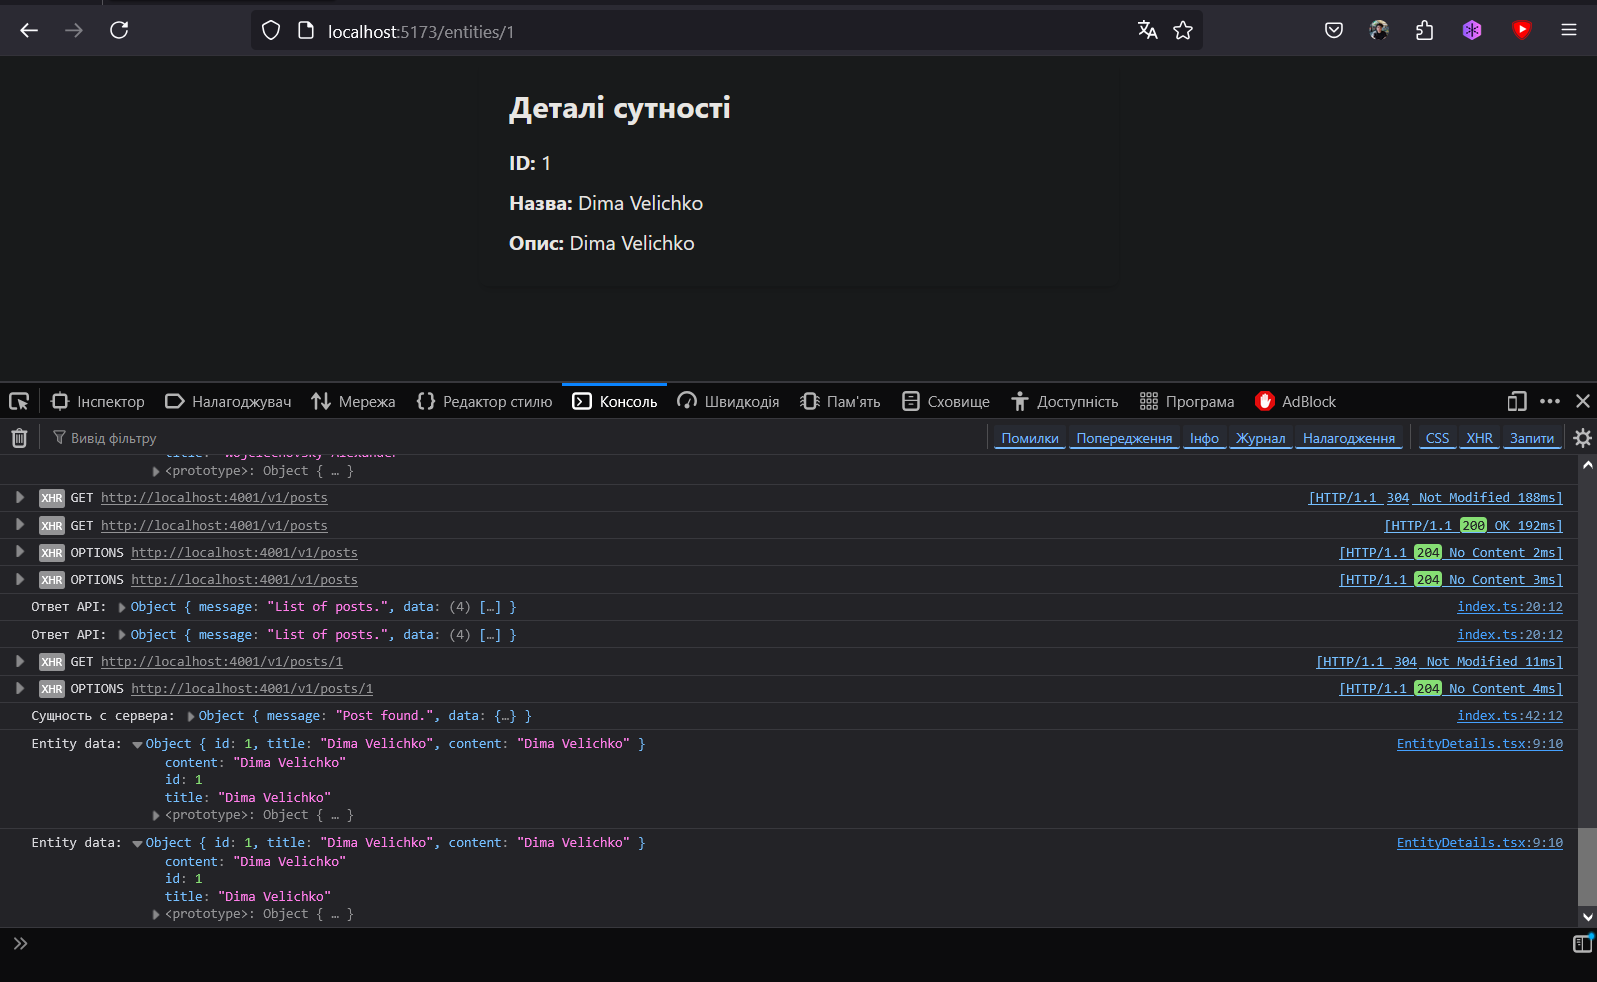 localhost:5173/entities/1
Деталі сутності
ID: 1
Назва: Dima Velichko
Опис: Dima Velichko
Інспектор Налагоджувач Мережа Редактор стилю Консоль Швидкодія Пам'ять Сховище Доступність Програма AdBlock
Вивід фільтру Помилки Попередження Інфо Журнал Налагодження CSS XHR Запити
title: "Wojciechovsky Alexander"
<prototype>: Object { … }
XHR GET http://localhost:4001/v1/posts [HTTP/1.1 304 Not Modified 188ms]
XHR GET http://localhost:4001/v1/posts [HTTP/1.1 200 OK 192ms]
XHR OPTIONS http://localhost:4001/v1/posts [HTTP/1.1 204 No Content 2ms]
XHR OPTIONS http://localhost:4001/v1/posts [HTTP/1.1 204 No Content 3ms]
Ответ API: Object { message: "List of posts.", data: (4) […] } index.ts:20:12
Ответ API: Object { message: "List of posts.", data: (4) […] } index.ts:20:12
XHR GET http://localhost:4001/v1/posts/1 [HTTP/1.1 304 Not Modified 11ms]
XHR OPTIONS http://localhost:4001/v1/posts/1 [HTTP/1.1 204 No Content 4ms]
Сущность с сервера: Object { message: "Post found.", data: {…} } index.ts:42:12
Entity data: Object { id: 1, title: "Dima Velichko", content: "Dima Velichko" } EntityDetails.tsx:9:10
content: "Dima Velichko"
id: 1
title: "Dima Velichko"
<prototype>: Object { … }
Entity data: Object { id: 1, title: "Dima Velichko", content: "Dima Velichko" } EntityDetails.tsx:9:10
content: "Dima Velichko"
id: 1
title: "Dima Velichko"
<prototype>: Object { … }